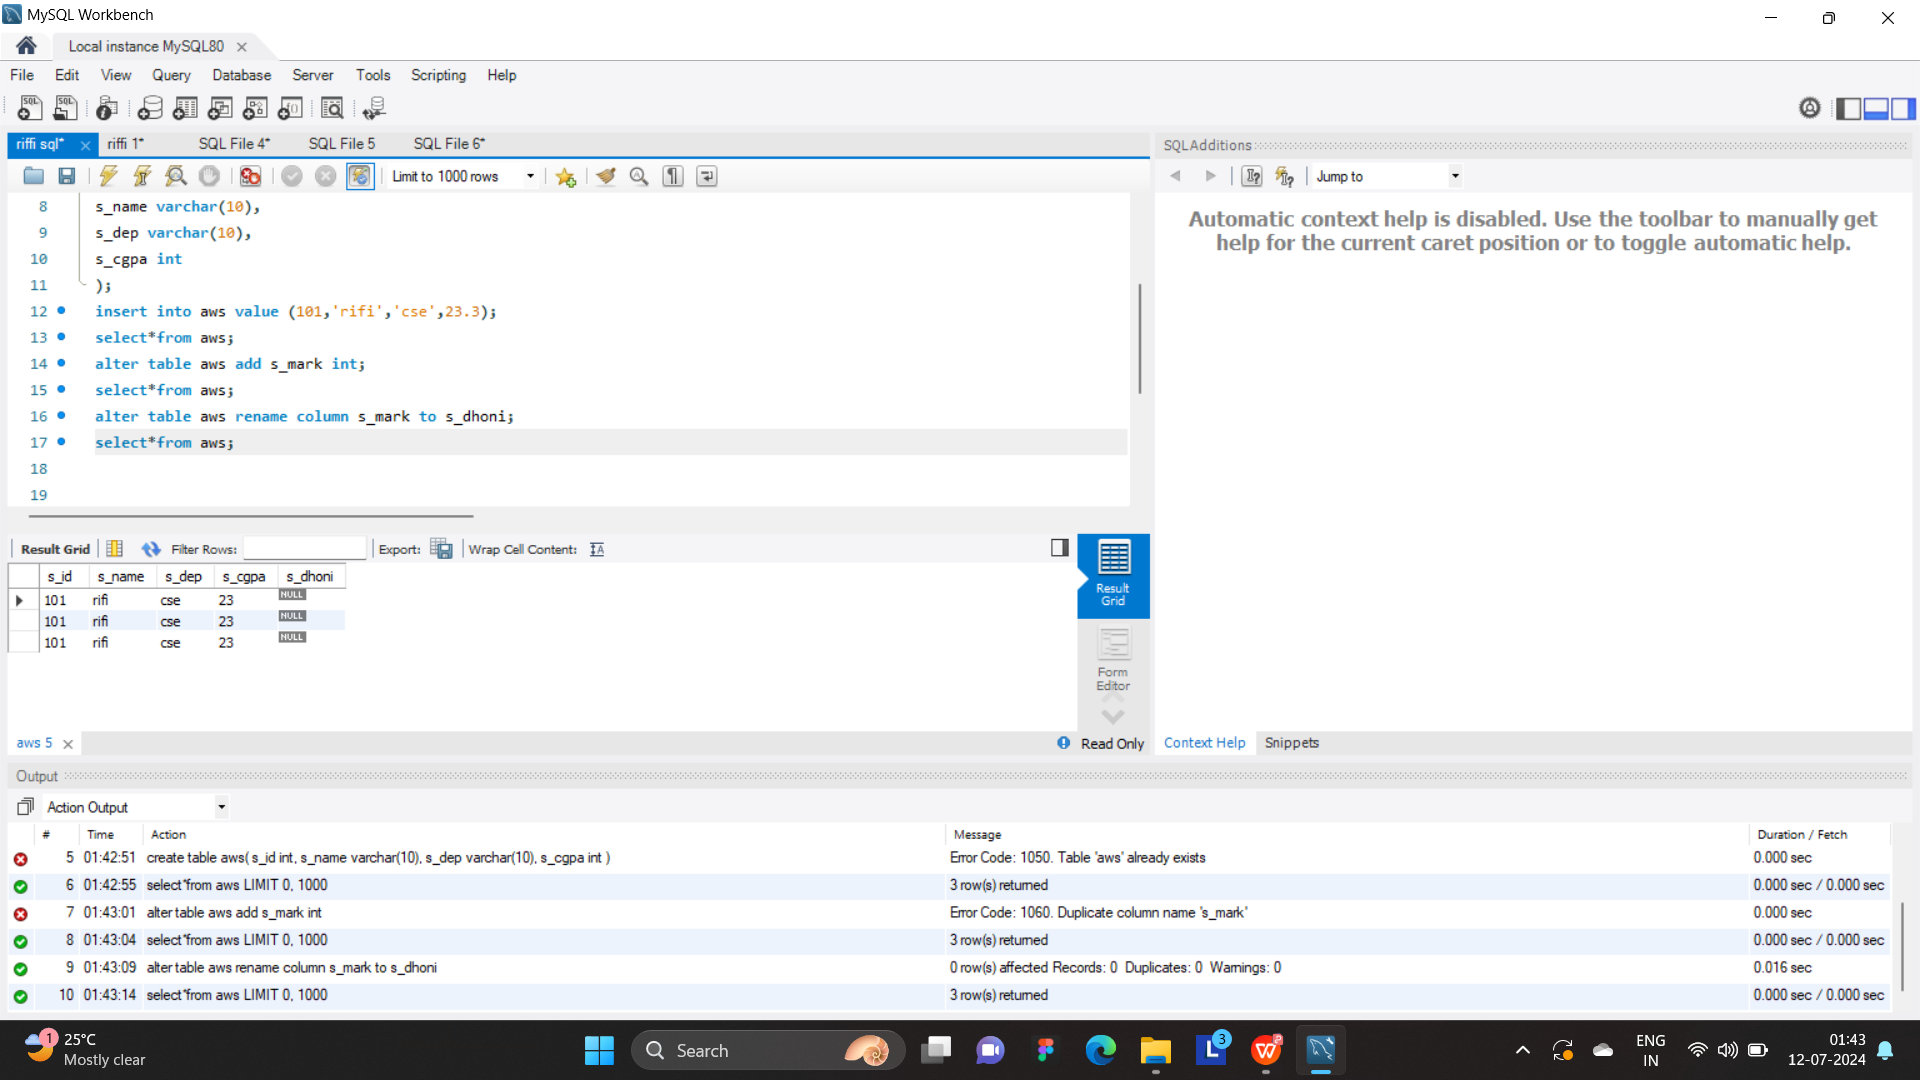 MySQL Workbench
Local instance MySQL80
File Edit View Query Database Server Tools Scripting Help
riffi sql* riffi 1* SQL File 4* SQL File 5 SQL File 6*
SQLAdditions
Limit to 1000 rows
Jump to
Automatic context help is disabled. Use the toolbar to manually get
help for the current caret position or to toggle automatic help.
8 s_name varchar(10),
9 s_dep varchar(10),
10 s_cgpa int
11 );
12 insert into aws value (101,'rifi','cse',23.3);
13 select*from aws;
14 alter table aws add s_mark int;
15 select*from aws;
16 alter table aws rename column s_mark to s_dhoni;
17 select*from aws;
18
19
Result Grid Filter Rows: Export: Wrap Cell Content:
s_id s_name s_dep s_cgpa s_dhoni
101 rifi cse 23 NULL
101 rifi cse 23 NULL
101 rifi cse 23 NULL
Result
Grid
Form
Editor
aws 5
Read Only
Context Help Snippets
Output
Action Output
# Time Action Message Duration / Fetch
5 01:42:51 create table aws( s_id int, s_name varchar(10), s_dep varchar(10), s_cgpa int ) Error Code: 1050. Table 'aws' already exists 0.000 sec
6 01:42:55 select*from aws LIMIT 0, 1000 3 row(s) returned 0.000 sec / 0.000 sec
7 01:43:01 alter table aws add s_mark int Error Code: 1060. Duplicate column name 's_mark' 0.000 sec
8 01:43:04 select*from aws LIMIT 0, 1000 3 row(s) returned 0.000 sec / 0.000 sec
9 01:43:09 alter table aws rename column s_mark to s_dhoni 0 row(s) affected Records: 0 Duplicates: 0 Warnings: 0 0.016 sec
10 01:43:14 select*from aws LIMIT 0, 1000 3 row(s) returned 0.000 sec / 0.000 sec
1
25°C
Mostly clear
Search
L
3
W
ENG
IN
01:43
12-07-2024